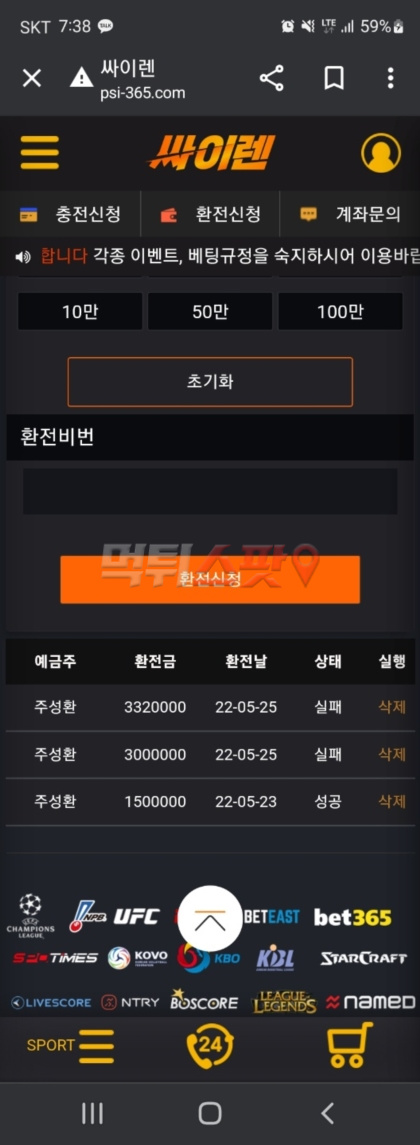 SKT 7:38 TALK LTE 59%
싸이렌
psi-365.com
싸이렌
충전신청 환전신청 계좌문의
합니다 각종 이벤트, 베팅규정을 숙지하시어 이용바랍
10만 50만 100만
초기화
환전비번
먹튀스팟
환전신청
예금주 환전금 환전날 상태 실행
주성환 3320000 22-05-25 실패 삭제
주성환 3000000 22-05-25 실패 삭제
주성환 1500000 22-05-23 성공 삭제
CHAMPIONS LEAGUE NPB UFC BETEAST bet365
TIMES KOVO KBO KBL STARCRAFT
LIVESCORE NTRY BOSCORE LEAGUE OF LEGENDS NAMED
SPORT 24